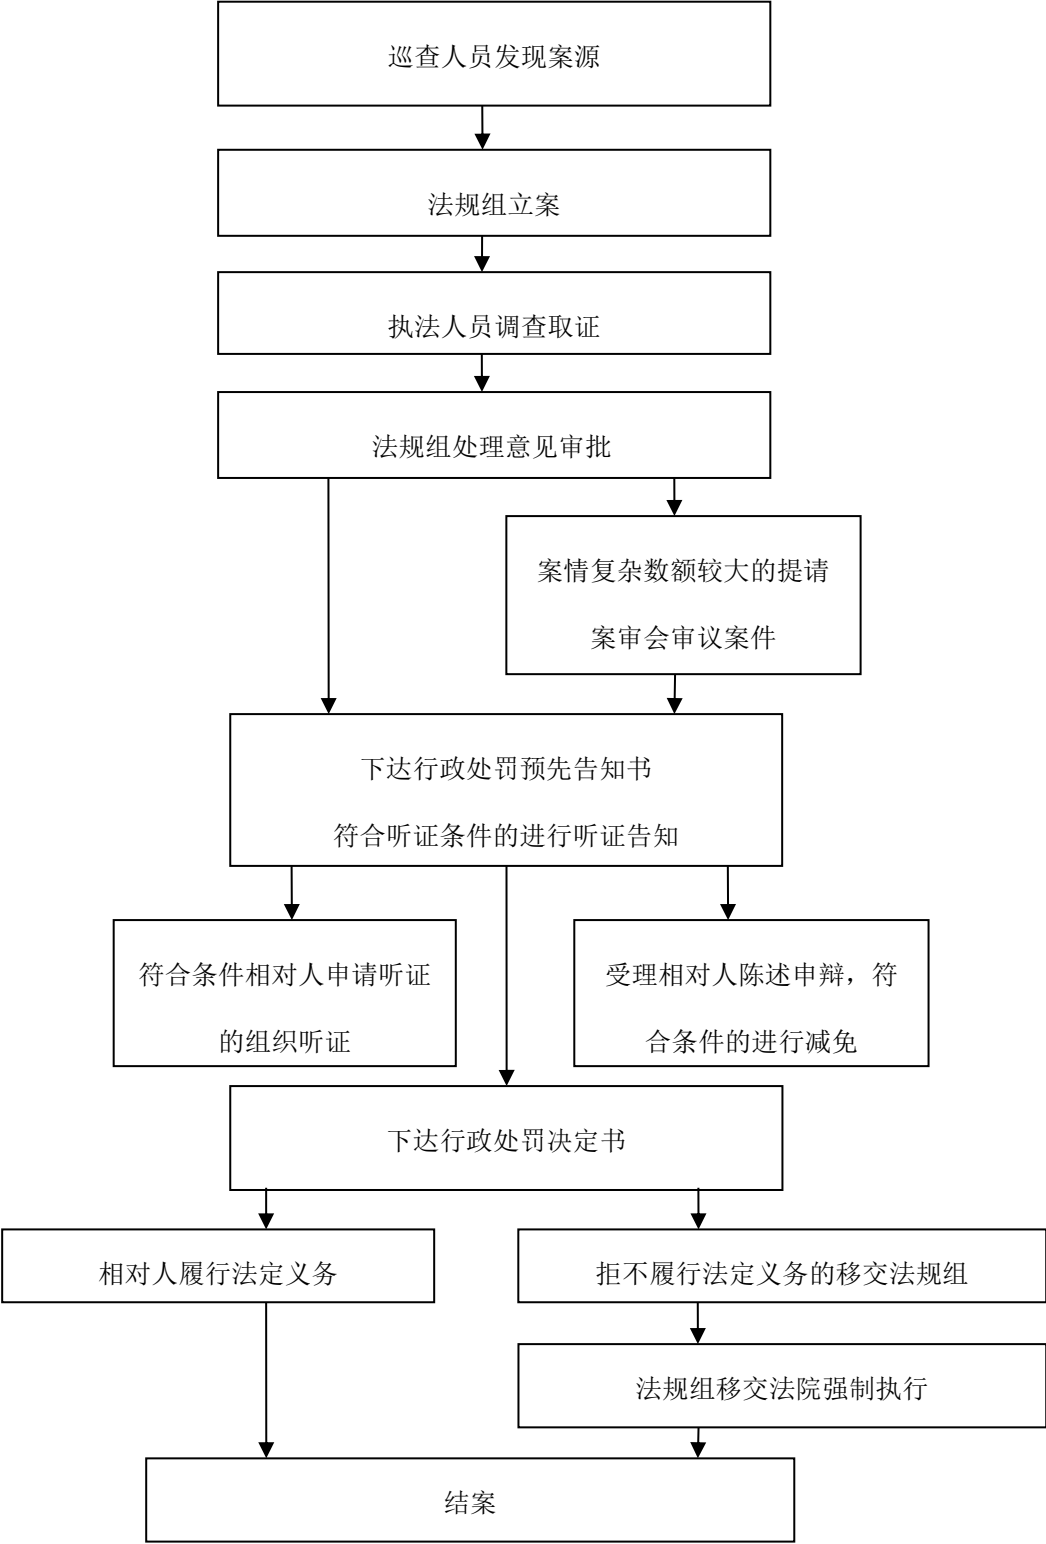 巡查人员发现案源
法规组立案
执法人员调查取证
法规组处理意见审批
案情复杂数额较大的提请
案审会审议案件
下达行政处罚预先告知书
符合听证条件的进行听证告知
符合条件相对人申请听证
的组织听证
受理相对人陈述申辩，符
合条件的进行减免
下达行政处罚决定书
相对人履行法定义务
拒不履行法定义务的移交法规组
法规组移交法院强制执行
结案